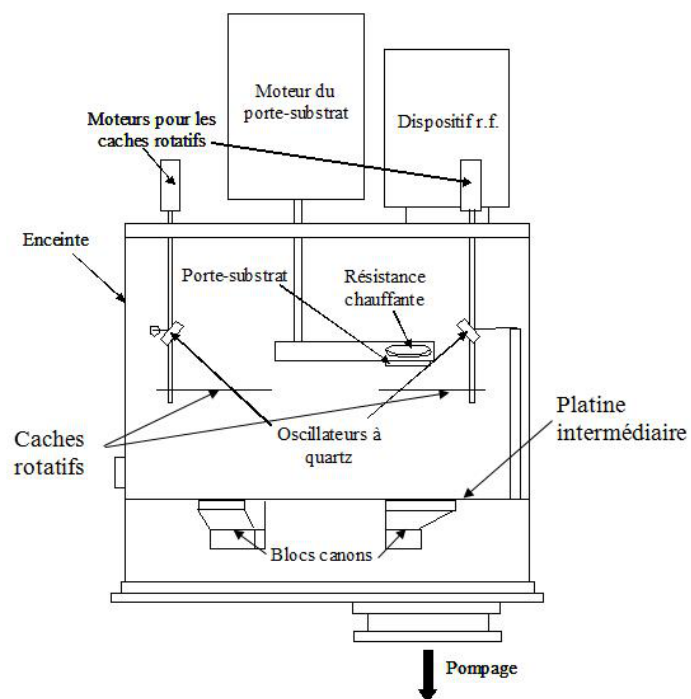 Moteur du
porte-substrat
Dispositif r.f.
Moteurs pour les
caches rotatifs
Enceinte
Porte-substrat
Résistance
chauffante
Platine
intermédiaire
Caches
rotatifs
Oscillateurs à
quartz
Blocs canons
Pompage